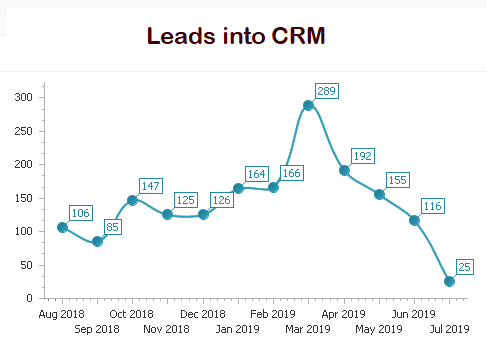 Leads into CRM
300
250
200
150
100
50
0
106
85
147
125
126
164
166
289
192
155
116
25
Aug 2018
Sep 2018
Oct 2018
Nov 2018
Dec 2018
Jan 2019
Feb 2019
Mar 2019
Apr 2019
May 2019
Jun 2019
Jul 2019